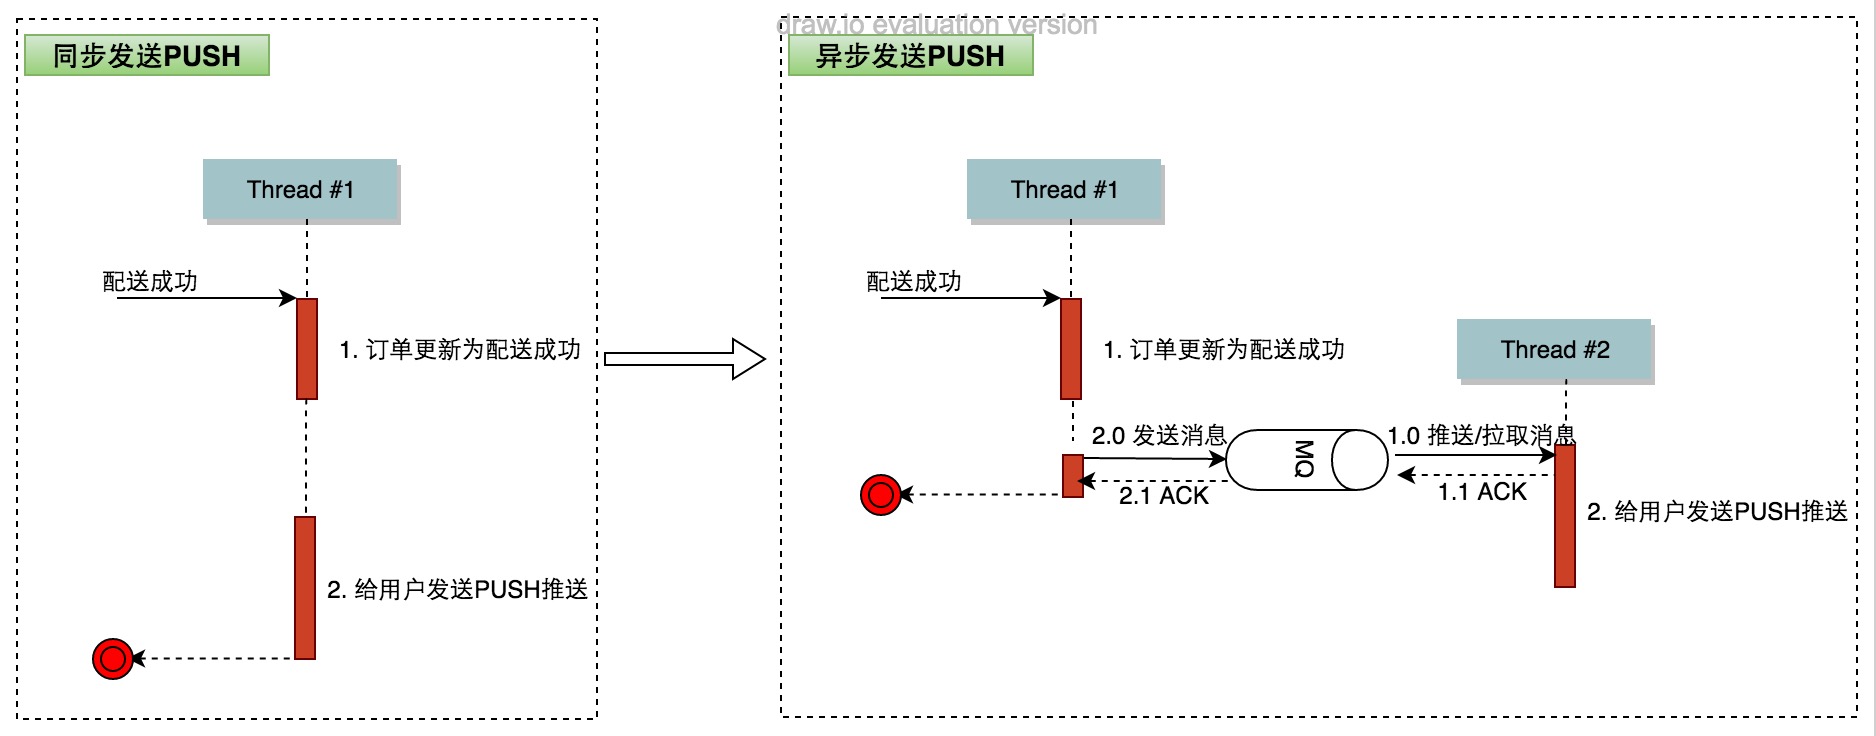 draw.io evaluation version
同步发送PUSH
Thread #1
配送成功
1. 订单更新为配送成功
2. 给用户发送PUSH推送
异步发送PUSH
Thread #1
配送成功
1. 订单更新为配送成功
Thread #2
2.0 发送消息
MQ
1.0 推送/拉取消息
2.1 ACK
1.1 ACK
2. 给用户发送PUSH推送